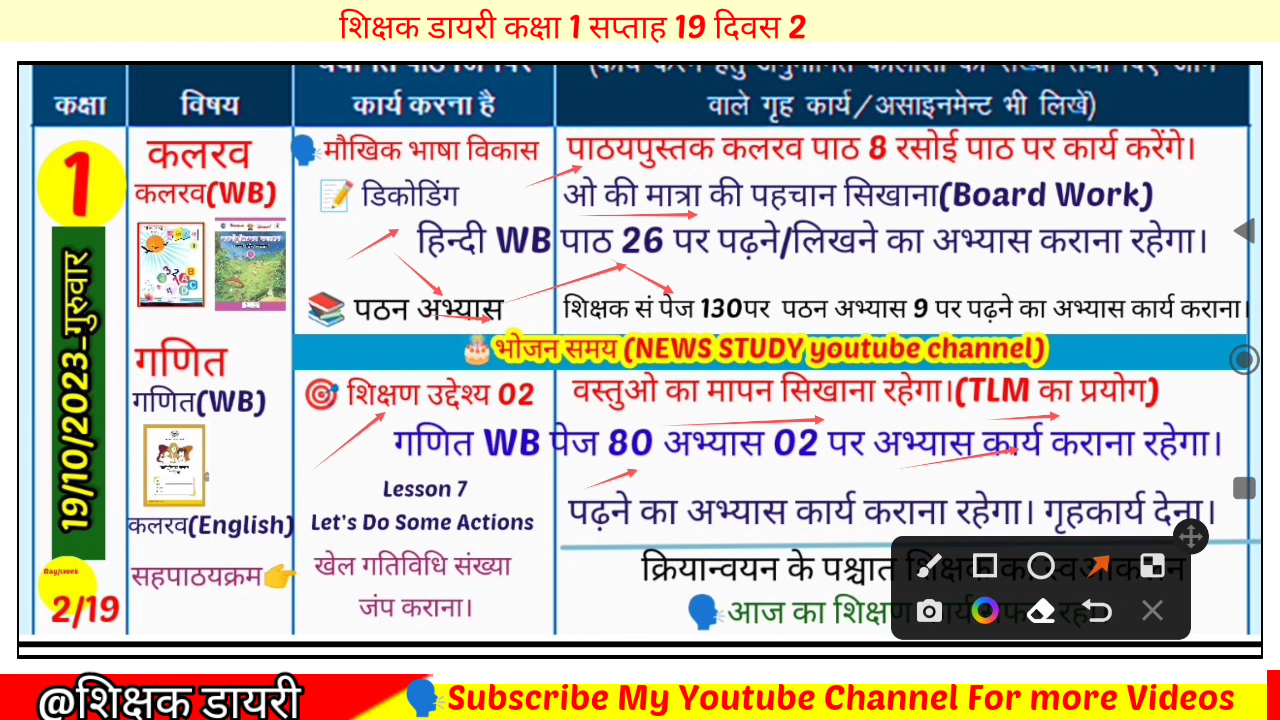 शिक्षक डायरी कक्षा 1 सप्ताह 19 दिवस 2
कक्षा
विषय
कार्य करना है
वाले गृह कार्य/असाइनमेन्ट भी लिखें)
1
19/10/2023-गुरुवार
Day/week
2/19
कलरव
कलरव(WB)
🗣मौखिक भाषा विकास
पाठयपुस्तक कलरव पाठ 8 रसोई पाठ पर कार्य करेंगे।
📝 डिकोडिंग
ओ की मात्रा की पहचान सिखाना(Board Work)
हिन्दी WB पाठ 26 पर पढ़ने/लिखने का अभ्यास कराना रहेगा।
📚 पठन अभ्यास
शिक्षक सं पेज 130पर पठन अभ्यास 9 पर पढ़ने का अभ्यास कार्य कराना।
🎂भोजन समय (NEWS STUDY youtube channel)
गणित
गणित(WB)
🎯 शिक्षण उद्देश्य 02
वस्तुओ का मापन सिखाना रहेगा।(TLM का प्रयोग)
गणित WB पेज 80 अभ्यास 02 पर अभ्यास कार्य कराना रहेगा।
कलरव(English)
Lesson 7
Let's Do Some Actions
पढ़ने का अभ्यास कार्य कराना रहेगा। गृहकार्य देना।
सहपाठयक्रम👉
खेल गतिविधि संख्या
जंप कराना।
क्रियान्वयन के पश्चात शिक्षक का स्वआकलन
🗣आज का शिक्षण कार्य
@शिक्षक डायरी
🗣Subscribe My Youtube Channel For more Videos